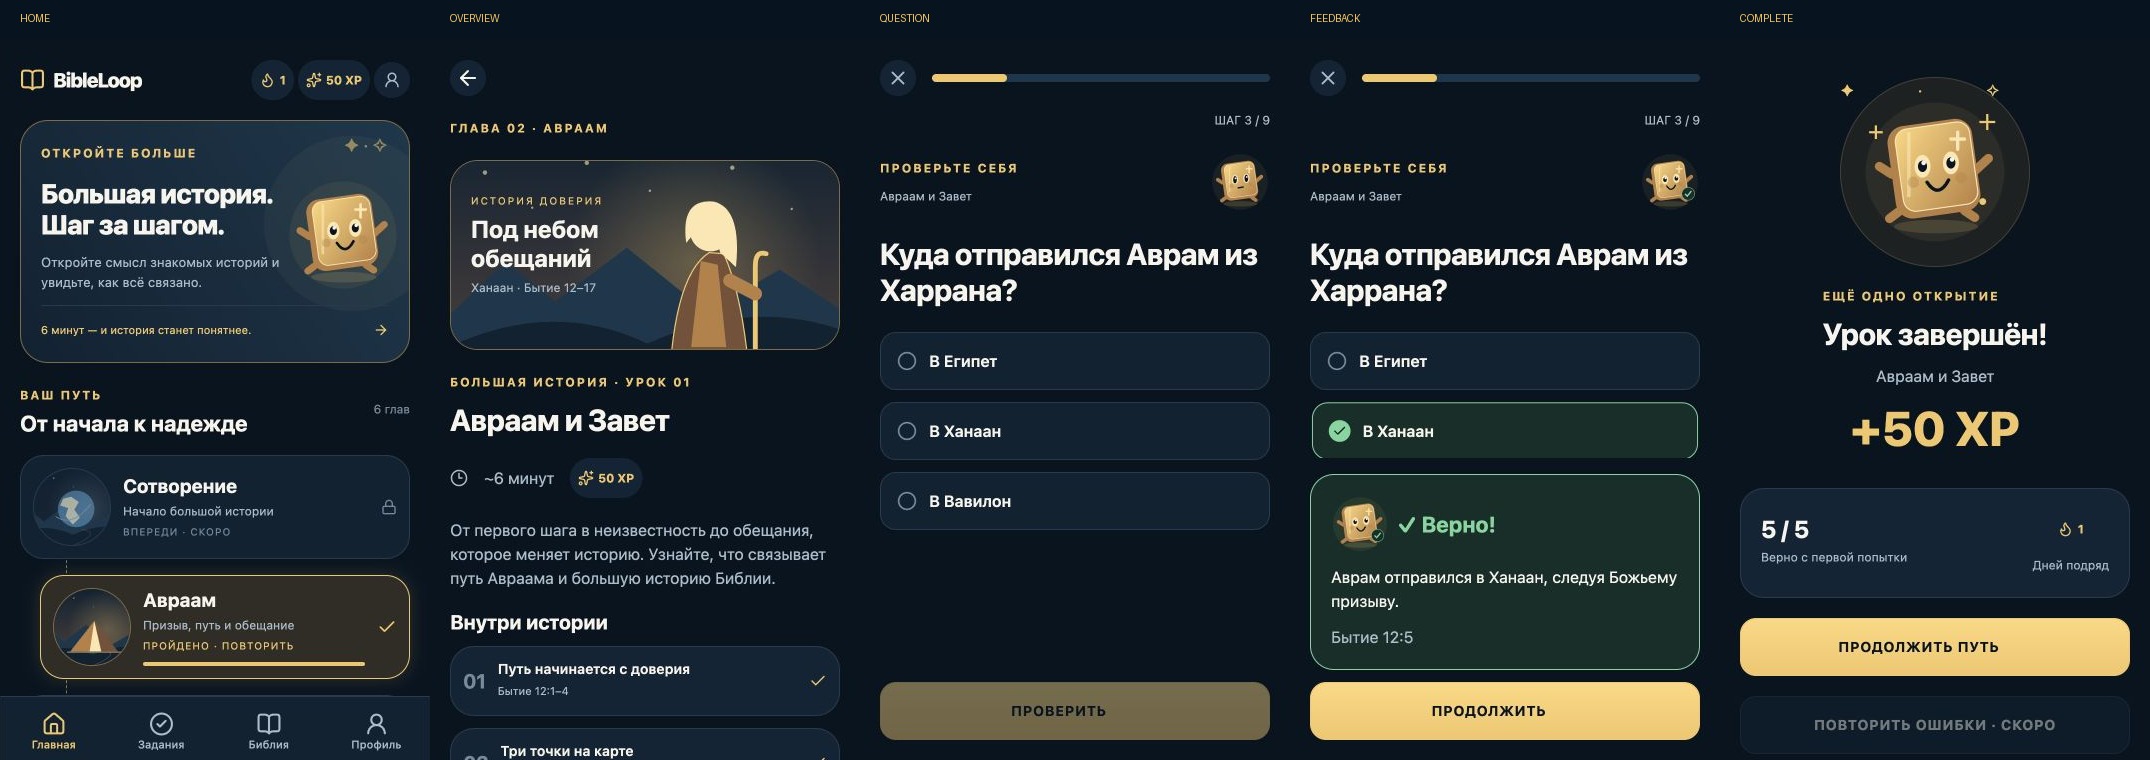 HOME
BibleLoop
1
50 XP
ОТКРОЙТЕ БОЛЬШЕ
Большая история.
Шаг за шагом.
Откройте смысл знакомых историй и
увидьте, как всё связано.
6 минут — и история станет понятнее.
ВАШ ПУТЬ
От начала к надежде
6 глав
Сотворение
Начало большой истории
ВПЕРЕДИ · СКОРО
Авраам
Призыв, путь и обещание
ПРОЙДЕНО · ПОВТОРИТЬ
Главная
Задания
Библия
Профиль
OVERVIEW
ГЛАВА 02 · АВРААМ
ИСТОРИЯ ДОВЕРИЯ
Под небом
обещаний
Ханаан · Бытие 12–17
БОЛЬШАЯ ИСТОРИЯ · УРОК 01
Авраам и Завет
~6 минут
50 XP
От первого шага в неизвестность до обещания,
которое меняет историю. Узнайте, что связывает
путь Авраама и большую историю Библии.
Внутри истории
01
Путь начинается с доверия
Бытие 12:1–4
Три точки на карте
QUESTION
ШАГ 3 / 9
ПРОВЕРЬТЕ СЕБЯ
Авраам и Завет
Куда отправился Аврам из
Харрана?
В Египет
В Ханаан
В Вавилон
ПРОВЕРИТЬ
FEEDBACK
ШАГ 3 / 9
ПРОВЕРЬТЕ СЕБЯ
Авраам и Завет
Куда отправился Аврам из
Харрана?
В Египет
В Ханаан
Верно!
Аврам отправился в Ханаан, следуя Божьему
призыву.
Бытие 12:5
ПРОДОЛЖИТЬ
COMPLETE
ЕЩЁ ОДНО ОТКРЫТИЕ
Урок завершён!
Авраам и Завет
+50 XP
5 / 5
Верно с первой попытки
1
Дней подряд
ПРОДОЛЖИТЬ ПУТЬ
ПОВТОРИТЬ ОШИБКИ · СКОРО